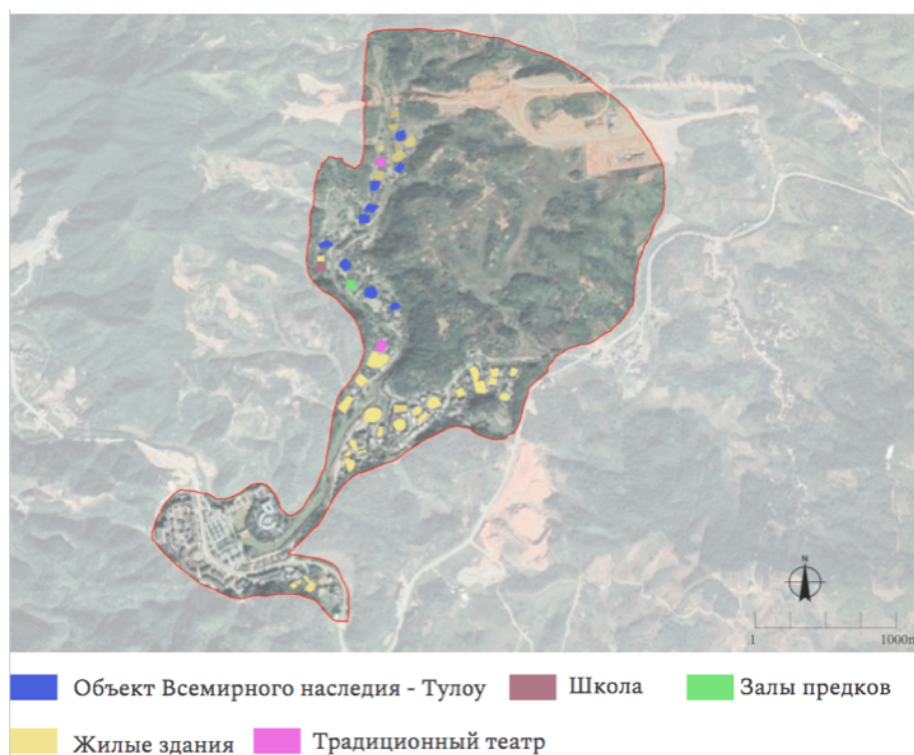 N
1 1000m
Объект Всемирного наследия - Тулоу Школа Залы предков
Жилые здания Традиционный театр